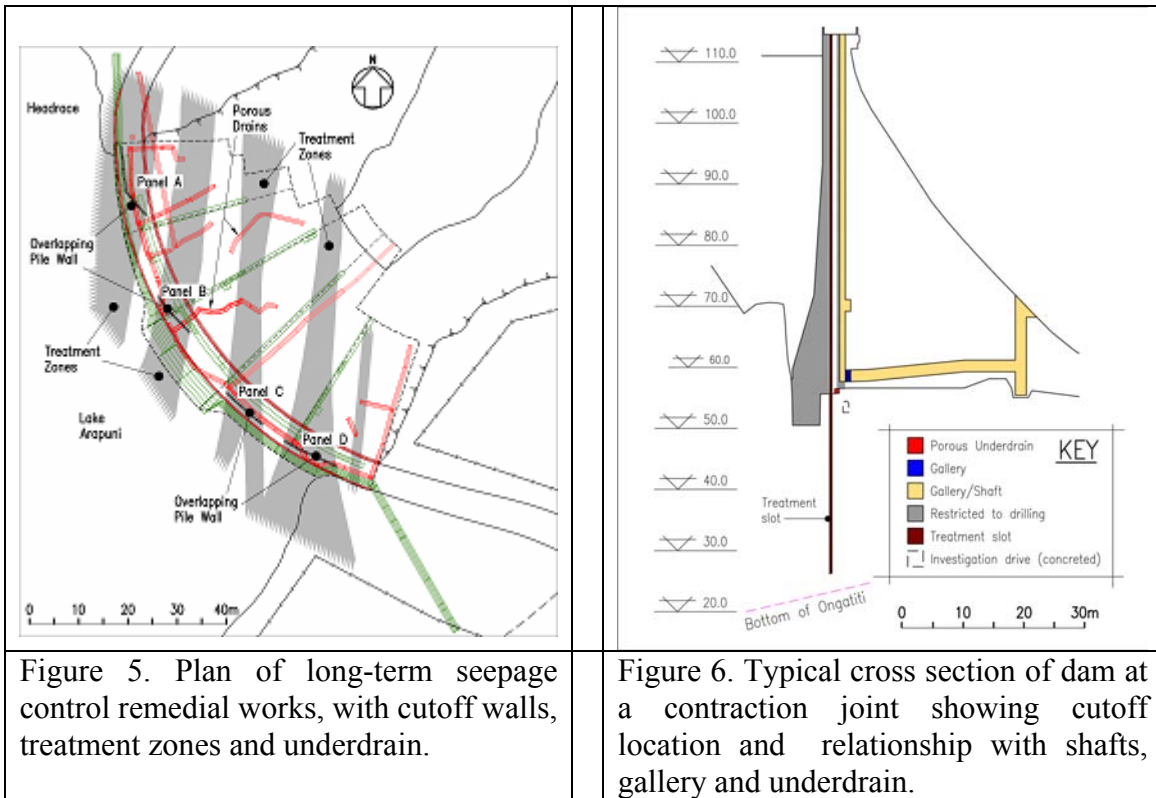 Headrace
N
Porous
Drains
Treatment
Zones
Panel A
Overlapping
Pile Wall
Panel B
Treatment
Zones
Panel C
Lake
Arapuni
Panel D
Overlapping
Pile Wall
0 10 20 30 40m
Figure 5. Plan of long-term seepage
control remedial works, with cutoff walls,
treatment zones and underdrain.
110.0
100.0
90.0
80.0
70.0
60.0
50.0
40.0
30.0
20.0
Treatment
slot
Bottom of Ongatiti
KEY
Porous Underdrain
Gallery
Gallery/Shaft
Restricted to drilling
Treatment slot
Investigation drive (concreted)
0 10 20 30m
Figure 6. Typical cross section of dam at
a contraction joint showing cutoff
location and relationship with shafts,
gallery and underdrain.